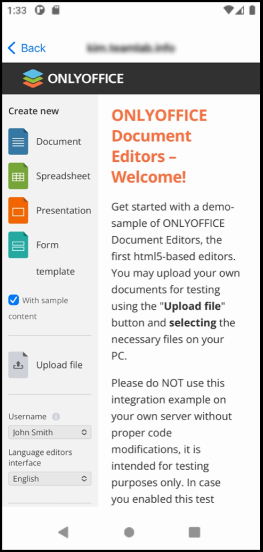 1:33
Back
ONLYOFFICE
Create new
Document
Spreadsheet
Presentation
Form
template
With sample
content
Upload file
Username
John Smith
Language editors
interface
English
ONLYOFFICE
Document
Editors –
Welcome!
Get started with a demo-
sample of ONLYOFFICE
Document Editors, the
first html5-based editors.
You may upload your own
documents for testing
using the "Upload file"
button and selecting the
necessary files on your
PC.
Please do NOT use this
integration example on
your own server without
proper code
modifications, it is
intended for testing
purposes only. In case
you enabled this test